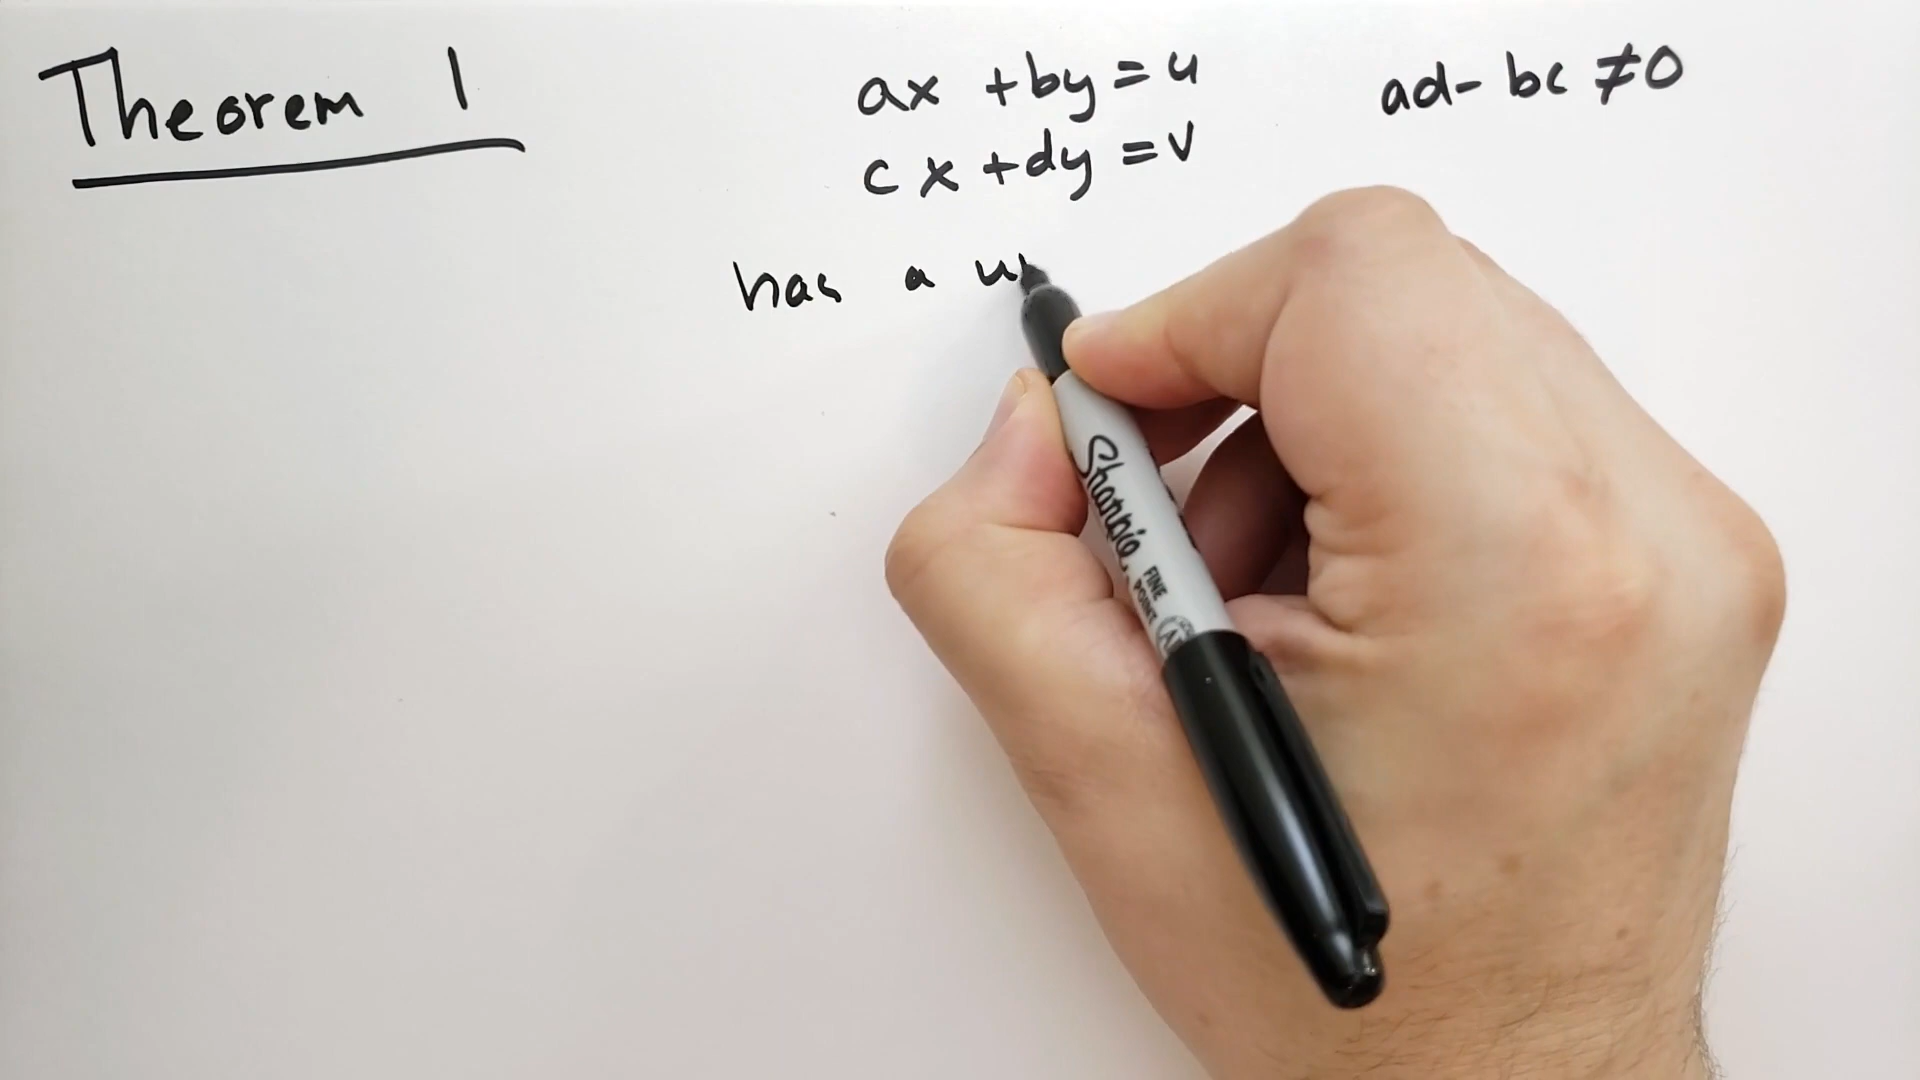 Theorem 1
ax +by = u
ad - bc ≠ 0
cx + dy = v
has a
Sharpie.
FINE
POINT